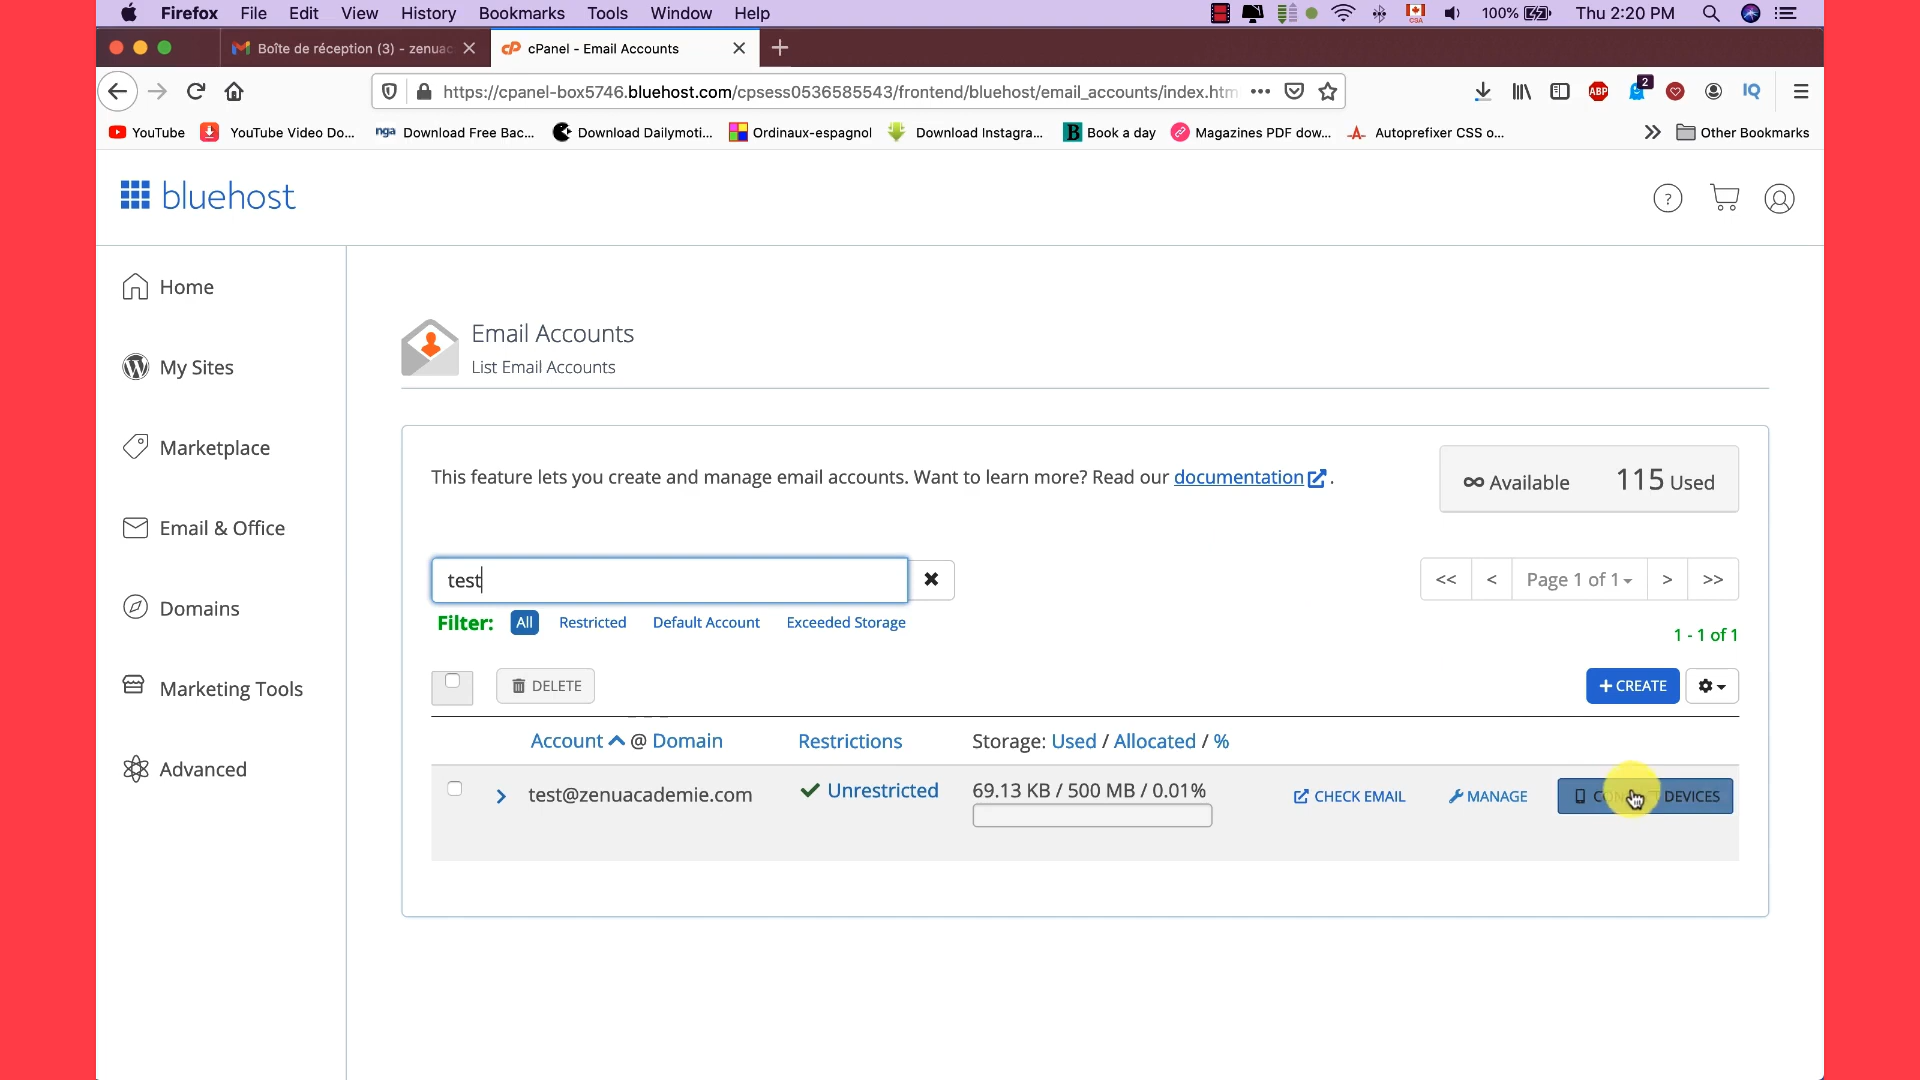 Firefox File Edit View History Bookmarks Tools Window Help 100% Thu 2:20 PM
Boîte de réception (3) - zenuac cPanel - Email Accounts
https://cpanel-box5746.bluehost.com/cpsess0536585543/frontend/bluehost/email_accounts/index.htm ABP 2 IQ
YouTube YouTube Video Do... nga Download Free Bac... Download Dailymoti... Ordinaux-espagnol Download Instagra... B Book a day Magazines PDF dow... Autoprefixer CSS o... Other Bookmarks
bluehost ?
Home
My Sites
Marketplace
Email & Office
Domains
Marketing Tools
Advanced
Email Accounts
List Email Accounts
This feature lets you create and manage email accounts. Want to learn more? Read our documentation.
∞ Available 115 Used
test
<< < Page 1 of 1 > >>
Filter: All Restricted Default Account Exceeded Storage
1 - 1 of 1
DELETE + CREATE
Account @ Domain Restrictions Storage: Used / Allocated / %
test@zenuacademie.com Unrestricted 69.13 KB / 500 MB / 0.01% CHECK EMAIL MANAGE DEVICES